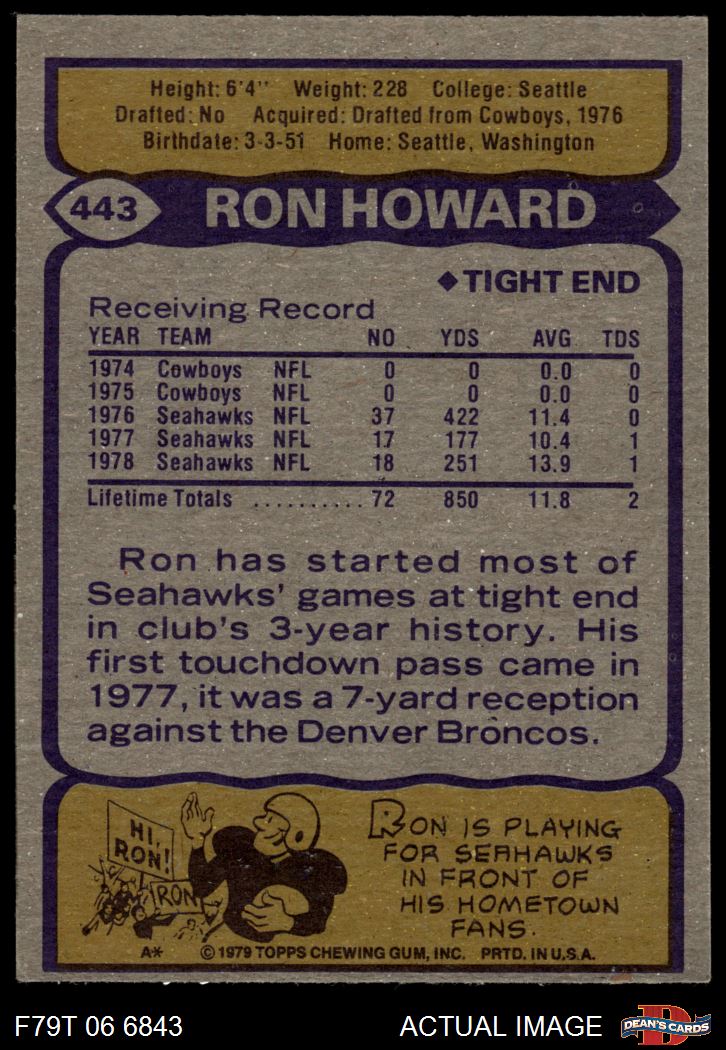 Height: 6'4" Weight: 228 College: Seattle
Drafted: No Acquired: Drafted from Cowboys, 1976
Birthdate: 3-3-51 Home: Seattle, Washington
443 RON HOWARD
◆TIGHT END
Receiving Record
YEAR TEAM NO YDS AVG TDS
1974 Cowboys NFL 0 0 0.0 0
1975 Cowboys NFL 0 0 0.0 0
1976 Seahawks NFL 37 422 11.4 0
1977 Seahawks NFL 17 177 10.4 1
1978 Seahawks NFL 18 251 13.9 1
Lifetime Totals .......... 72 850 11.8 2
Ron has started most of
Seahawks' games at tight end
in club's 3-year history. His
first touchdown pass came in
1977, it was a 7-yard reception
against the Denver Broncos.
HI,
RON!
RON
RON IS PLAYING
FOR SEAHAWKS
IN FRONT OF
HIS HOMETOWN
FANS.
A* © 1979 TOPPS CHEWING GUM, INC. PRTD. IN U.S.A.
F79T 06 6843 ACTUAL IMAGE D DEAN'S CARDS